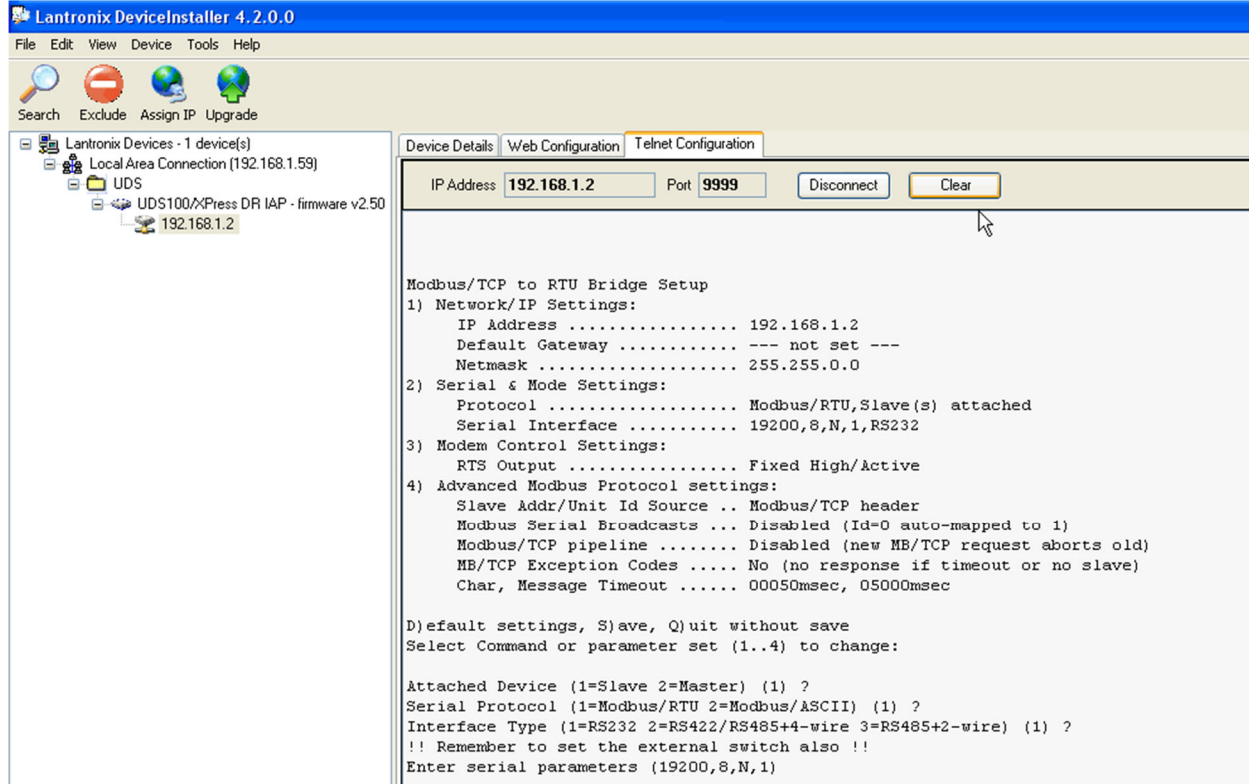 Lantronix DeviceInstaller 4.2.0.0
File Edit View Device Tools Help
Search Exclude Assign IP Upgrade
Lantronix Devices - 1 device(s)
Local Area Connection (192.168.1.59)
UDS
UDS100/XPress DR IAP - firmware v2.50
192.168.1.2
Device Details Web Configuration Telnet Configuration
IP Address 192.168.1.2 Port 9999 Disconnect Clear
Modbus/TCP to RTU Bridge Setup
1) Network/IP Settings:
IP Address ................. 192.168.1.2
Default Gateway ............ --- not set ---
Netmask .................... 255.255.0.0
2) Serial & Mode Settings:
Protocol ................... Modbus/RTU,Slave(s) attached
Serial Interface ........... 19200,8,N,1,RS232
3) Modem Control Settings:
RTS Output ................. Fixed High/Active
4) Advanced Modbus Protocol settings:
Slave Addr/Unit Id Source .. Modbus/TCP header
Modbus Serial Broadcasts ... Disabled (Id=0 auto-mapped to 1)
Modbus/TCP pipeline ........ Disabled (new MB/TCP request aborts old)
MB/TCP Exception Codes ..... No (no response if timeout or no slave)
Char, Message Timeout ...... 00050msec, 05000msec
D)efault settings, S)ave, Q)uit without save
Select Command or parameter set (1..4) to change:
Attached Device (1=Slave 2=Master) (1) ?
Serial Protocol (1=Modbus/RTU 2=Modbus/ASCII) (1) ?
Interface Type (1=RS232 2=RS422/RS485+4-wire 3=RS485+2-wire) (1) ?
!! Remember to set the external switch also !!
Enter serial parameters (19200,8,N,1)